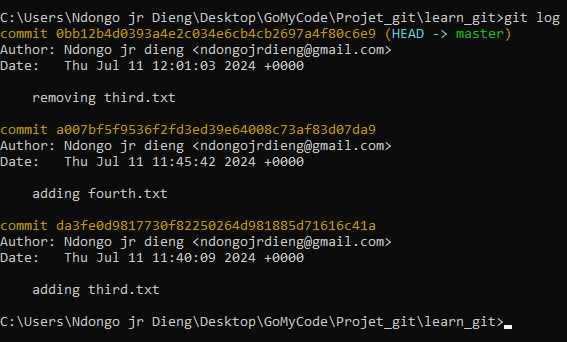 C:\Users\Ndongo jr Dieng\Desktop\GoMyCode\Projet_git\learn_git>git log
commit 0bb12b4d0393a4e2c034e6cb4cb2697a4f80c6e9 (HEAD -> master)
Author: Ndongo jr dieng <ndongojrdieng@gmail.com>
Date:   Thu Jul 11 12:01:03 2024 +0000
    removing third.txt
commit a007bf5f9536f2fd3ed39e64008c73af83d07da9
Author: Ndongo jr dieng <ndongojrdieng@gmail.com>
Date:   Thu Jul 11 11:45:42 2024 +0000
    adding fourth.txt
commit da3fe0d9817730f82250264d981885d71616c41a
Author: Ndongo jr dieng <ndongojrdieng@gmail.com>
Date:   Thu Jul 11 11:40:09 2024 +0000
    adding third.txt
C:\Users\Ndongo jr Dieng\Desktop\GoMyCode\Projet_git\learn_git>